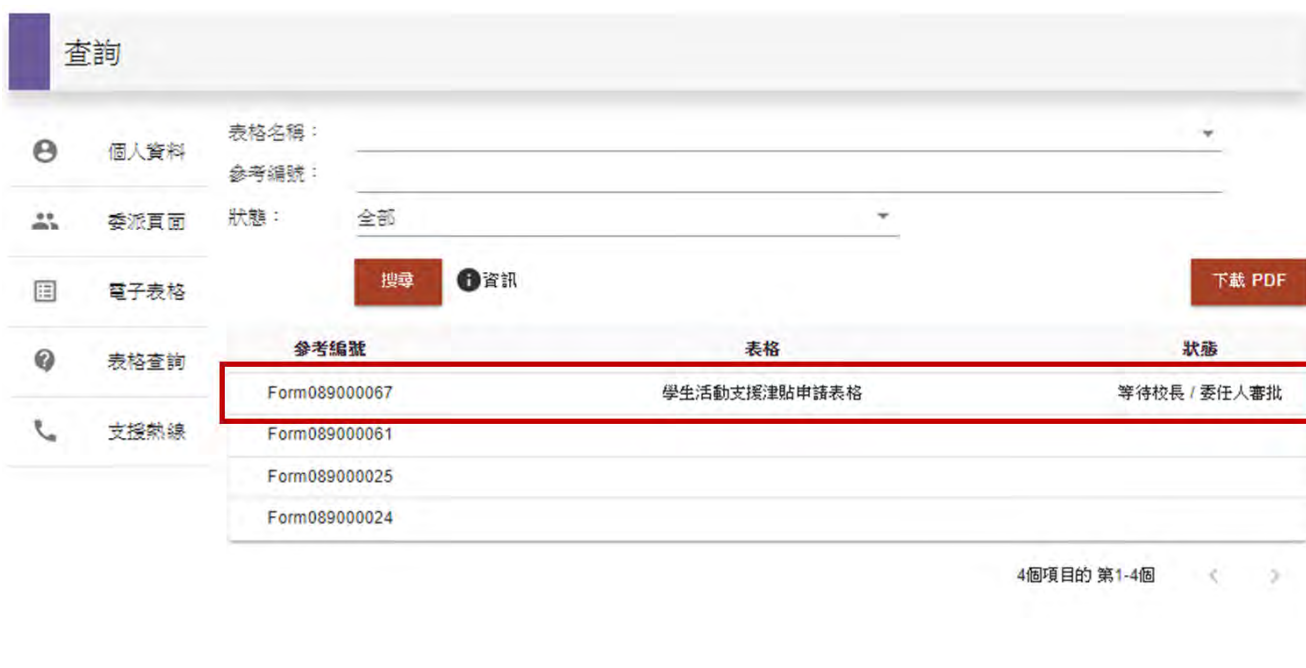 查詢
個人資料
委派頁面
電子表格
表格查詢
支援熱線
表格名稱：
參考編號：
狀態： 全部
搜尋 資訊 下載 PDF
參考編號 表格 狀態
Form089000067 學生活動支援津貼申請表格 等待校長 / 委任人審批
Form089000061
Form089000025
Form089000024
4個項目的 第1-4個